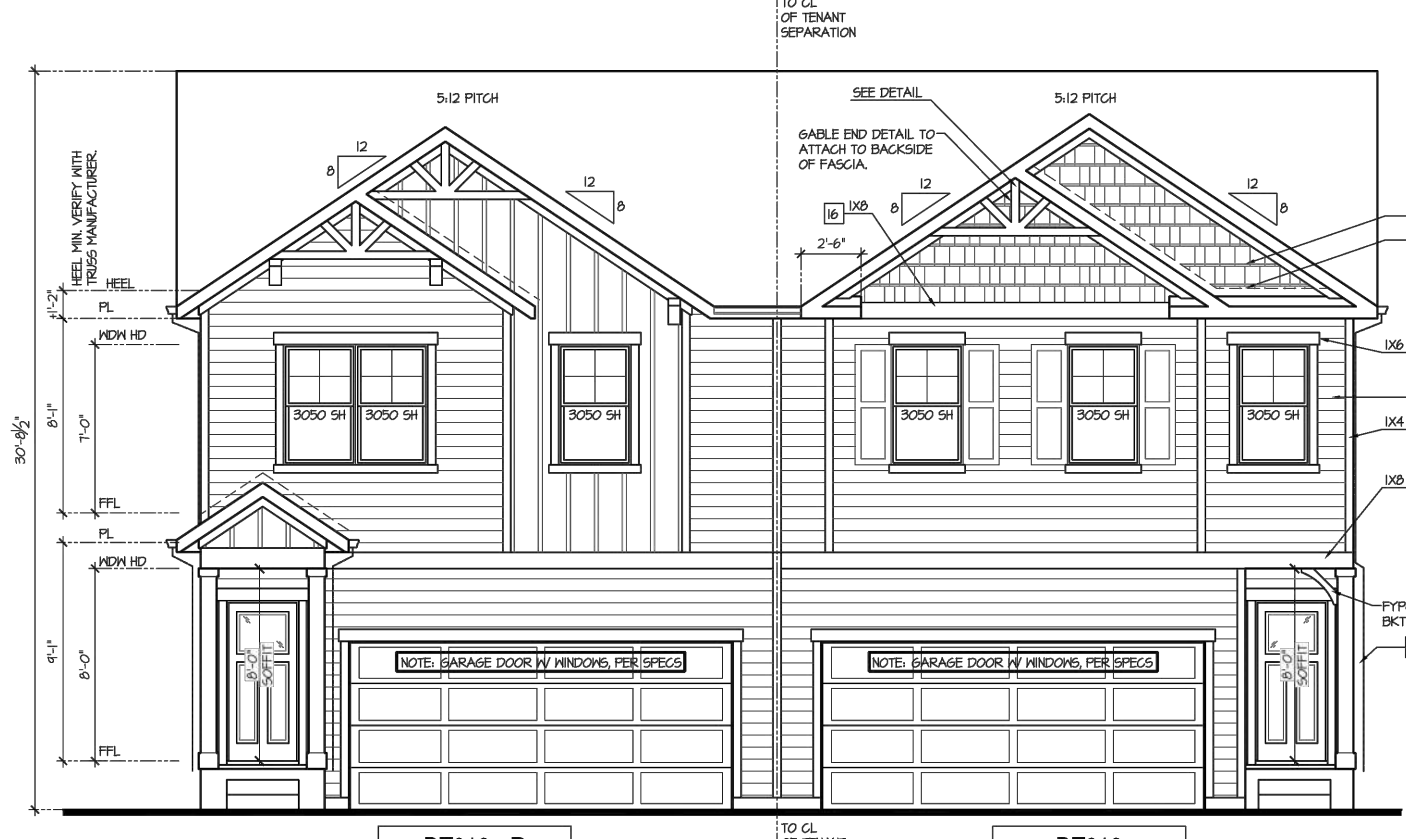 TO CL
OF TENANT
SEPARATION
5:12 PITCH
5:12 PITCH
SEE DETAIL
GABLE END DETAIL TO
ATTACH TO BACKSIDE
OF FASCIA.
12
8
12
8
12
8
12
8
16 1X8
2'-6"
HEEL MIN. VERIFY WITH
TRUSS MANUFACTURER.
HEEL
±1'-2"
PL
WDW HD
1X6
3050 SH
3050 SH
3050 SH
3050 SH
3050 SH
3050 SH
1X4
30'-8 1/2"
8'-1"
7'-0"
1X8
FFL
PL
WDW HD
9'-1"
8'-0"
8'-0"
SOFFIT
8'-0"
SOFFIT
FYP
BKT
NOTE: GARAGE DOOR W/ WINDOWS, PER SPECS
NOTE: GARAGE DOOR W/ WINDOWS, PER SPECS
FFL
TO CL